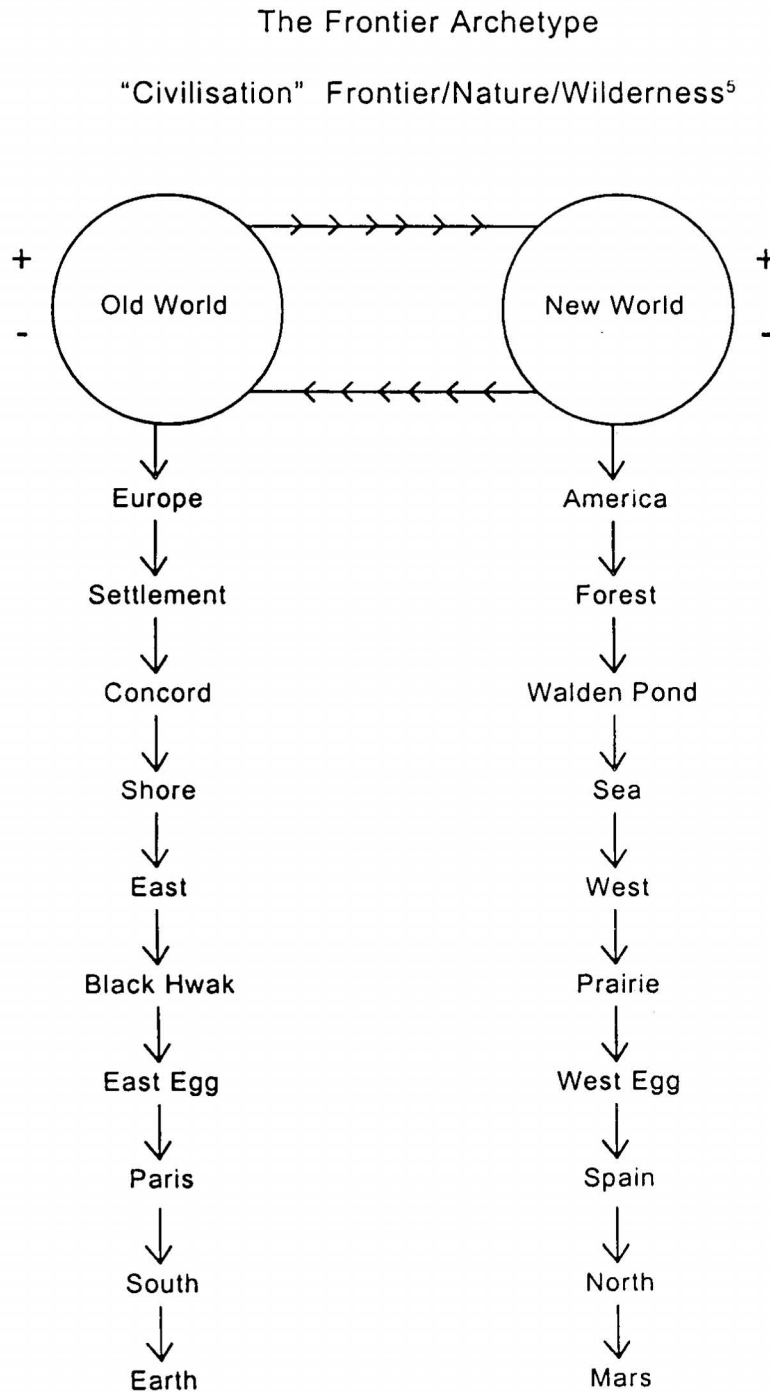 The Frontier Archetype
“Civilisation” Frontier/Nature/Wilderness⁵
+ +
Old World New World
- -
Europe America
Settlement Forest
Concord Walden Pond
Shore Sea
East West
Black Hwak Prairie
East Egg West Egg
Paris Spain
South North
Earth Mars